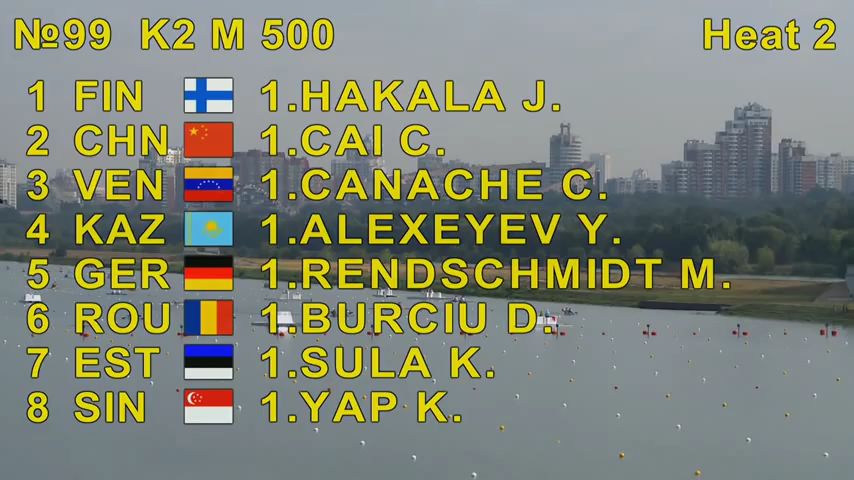 №99 K2 M 500 Heat 2
1 FIN 1.HAKALA J.
2 CHN 1.CAI C.
3 VEN 1.CANACHE C.
4 KAZ 1.ALEXEYEV Y.
5 GER 1.RENDSCHMIDT M.
6 ROU 1.BURCIU D.
7 EST 1.SULA K.
8 SIN 1.YAP K.